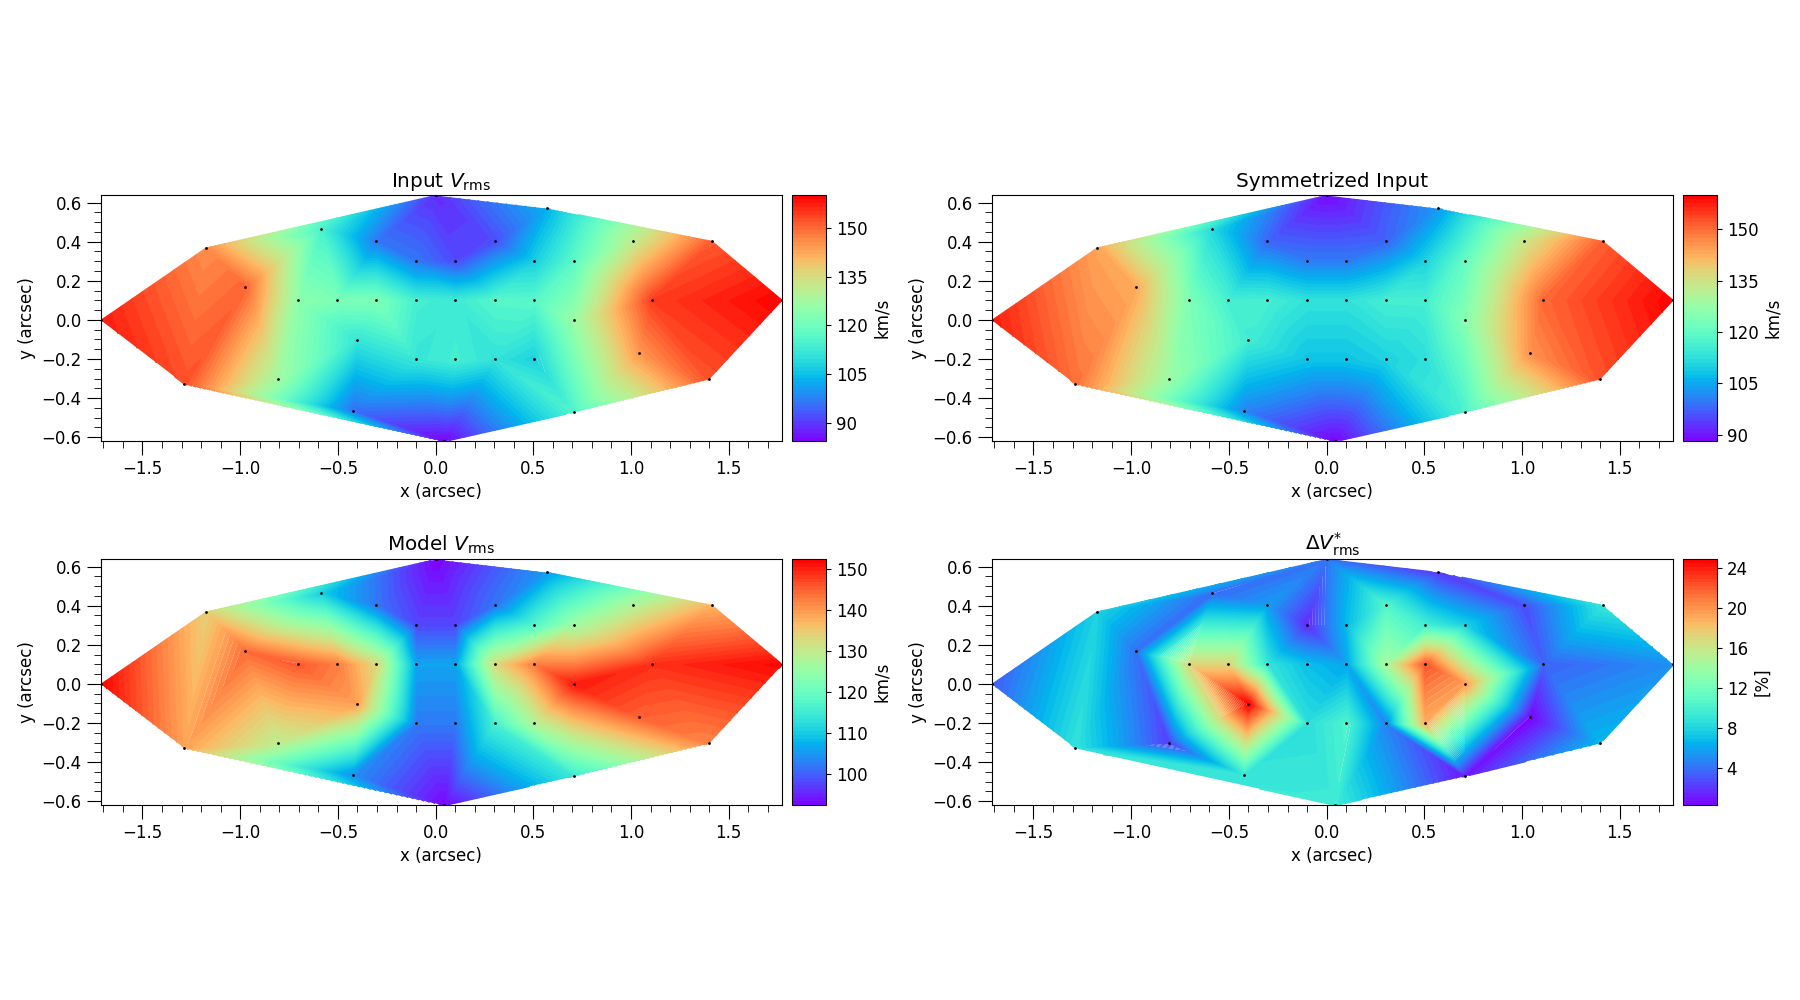 Input V_rms
Symmetrized Input
0.6
0.4
0.2
0.0
−0.2
−0.4
−0.6
y (arcsec)
−1.5 −1.0 −0.5 0.0 0.5 1.0 1.5
x (arcsec)
150
135
120
105
90
km/s
0.6
0.4
0.2
0.0
−0.2
−0.4
−0.6
y (arcsec)
−1.5 −1.0 −0.5 0.0 0.5 1.0 1.5
x (arcsec)
150
135
120
105
90
km/s
Model V_rms
ΔV*_rms
0.6
0.4
0.2
0.0
−0.2
−0.4
−0.6
y (arcsec)
−1.5 −1.0 −0.5 0.0 0.5 1.0 1.5
x (arcsec)
150
140
130
120
110
100
km/s
0.6
0.4
0.2
0.0
−0.2
−0.4
−0.6
y (arcsec)
−1.5 −1.0 −0.5 0.0 0.5 1.0 1.5
x (arcsec)
24
20
16
12
8
4
[%]